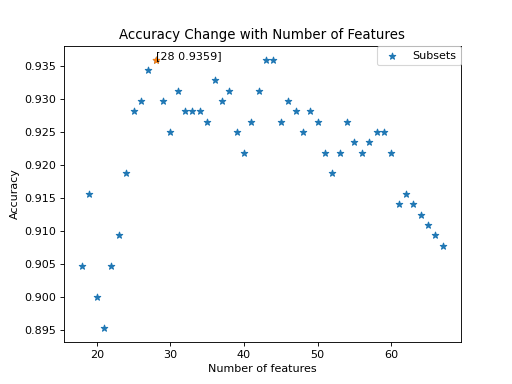 Accuracy Change with Number of Features
[28 0.9359]
Subsets
0.935
0.930
0.925
0.920
0.915
0.910
0.905
0.900
0.895
Accuracy
20 30 40 50 60
Number of features